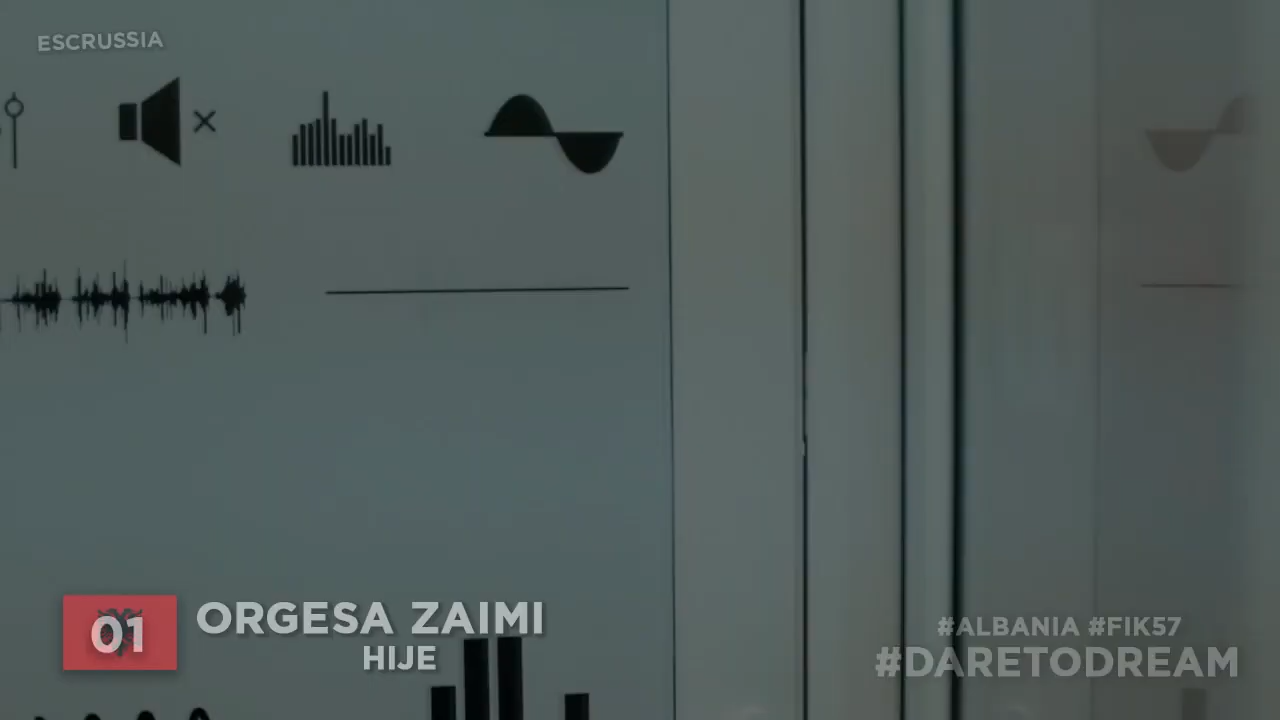 ESCRUSSIA
01
ORGESA ZAIMI
HIJE
#ALBANIA #FIK57
#DARETODREAM